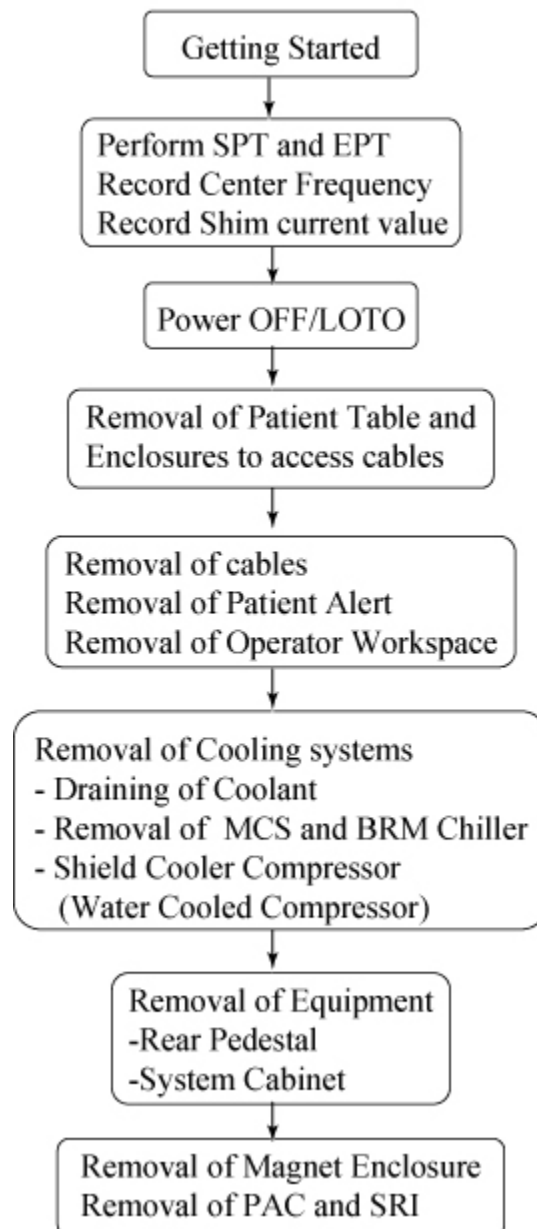 Getting Started
Perform SPT and EPT
Record Center Frequency
Record Shim current value
Power OFF/LOTO
Removal of Patient Table and
Enclosures to access cables
Removal of cables
Removal of Patient Alert
Removal of Operator Workspace
Removal of Cooling systems
- Draining of Coolant
- Removal of MCS and BRM Chiller
- Shield Cooler Compressor
(Water Cooled Compressor)
Removal of Equipment
-Rear Pedestal
-System Cabinet
Removal of Magnet Enclosure
Removal of PAC and SRI